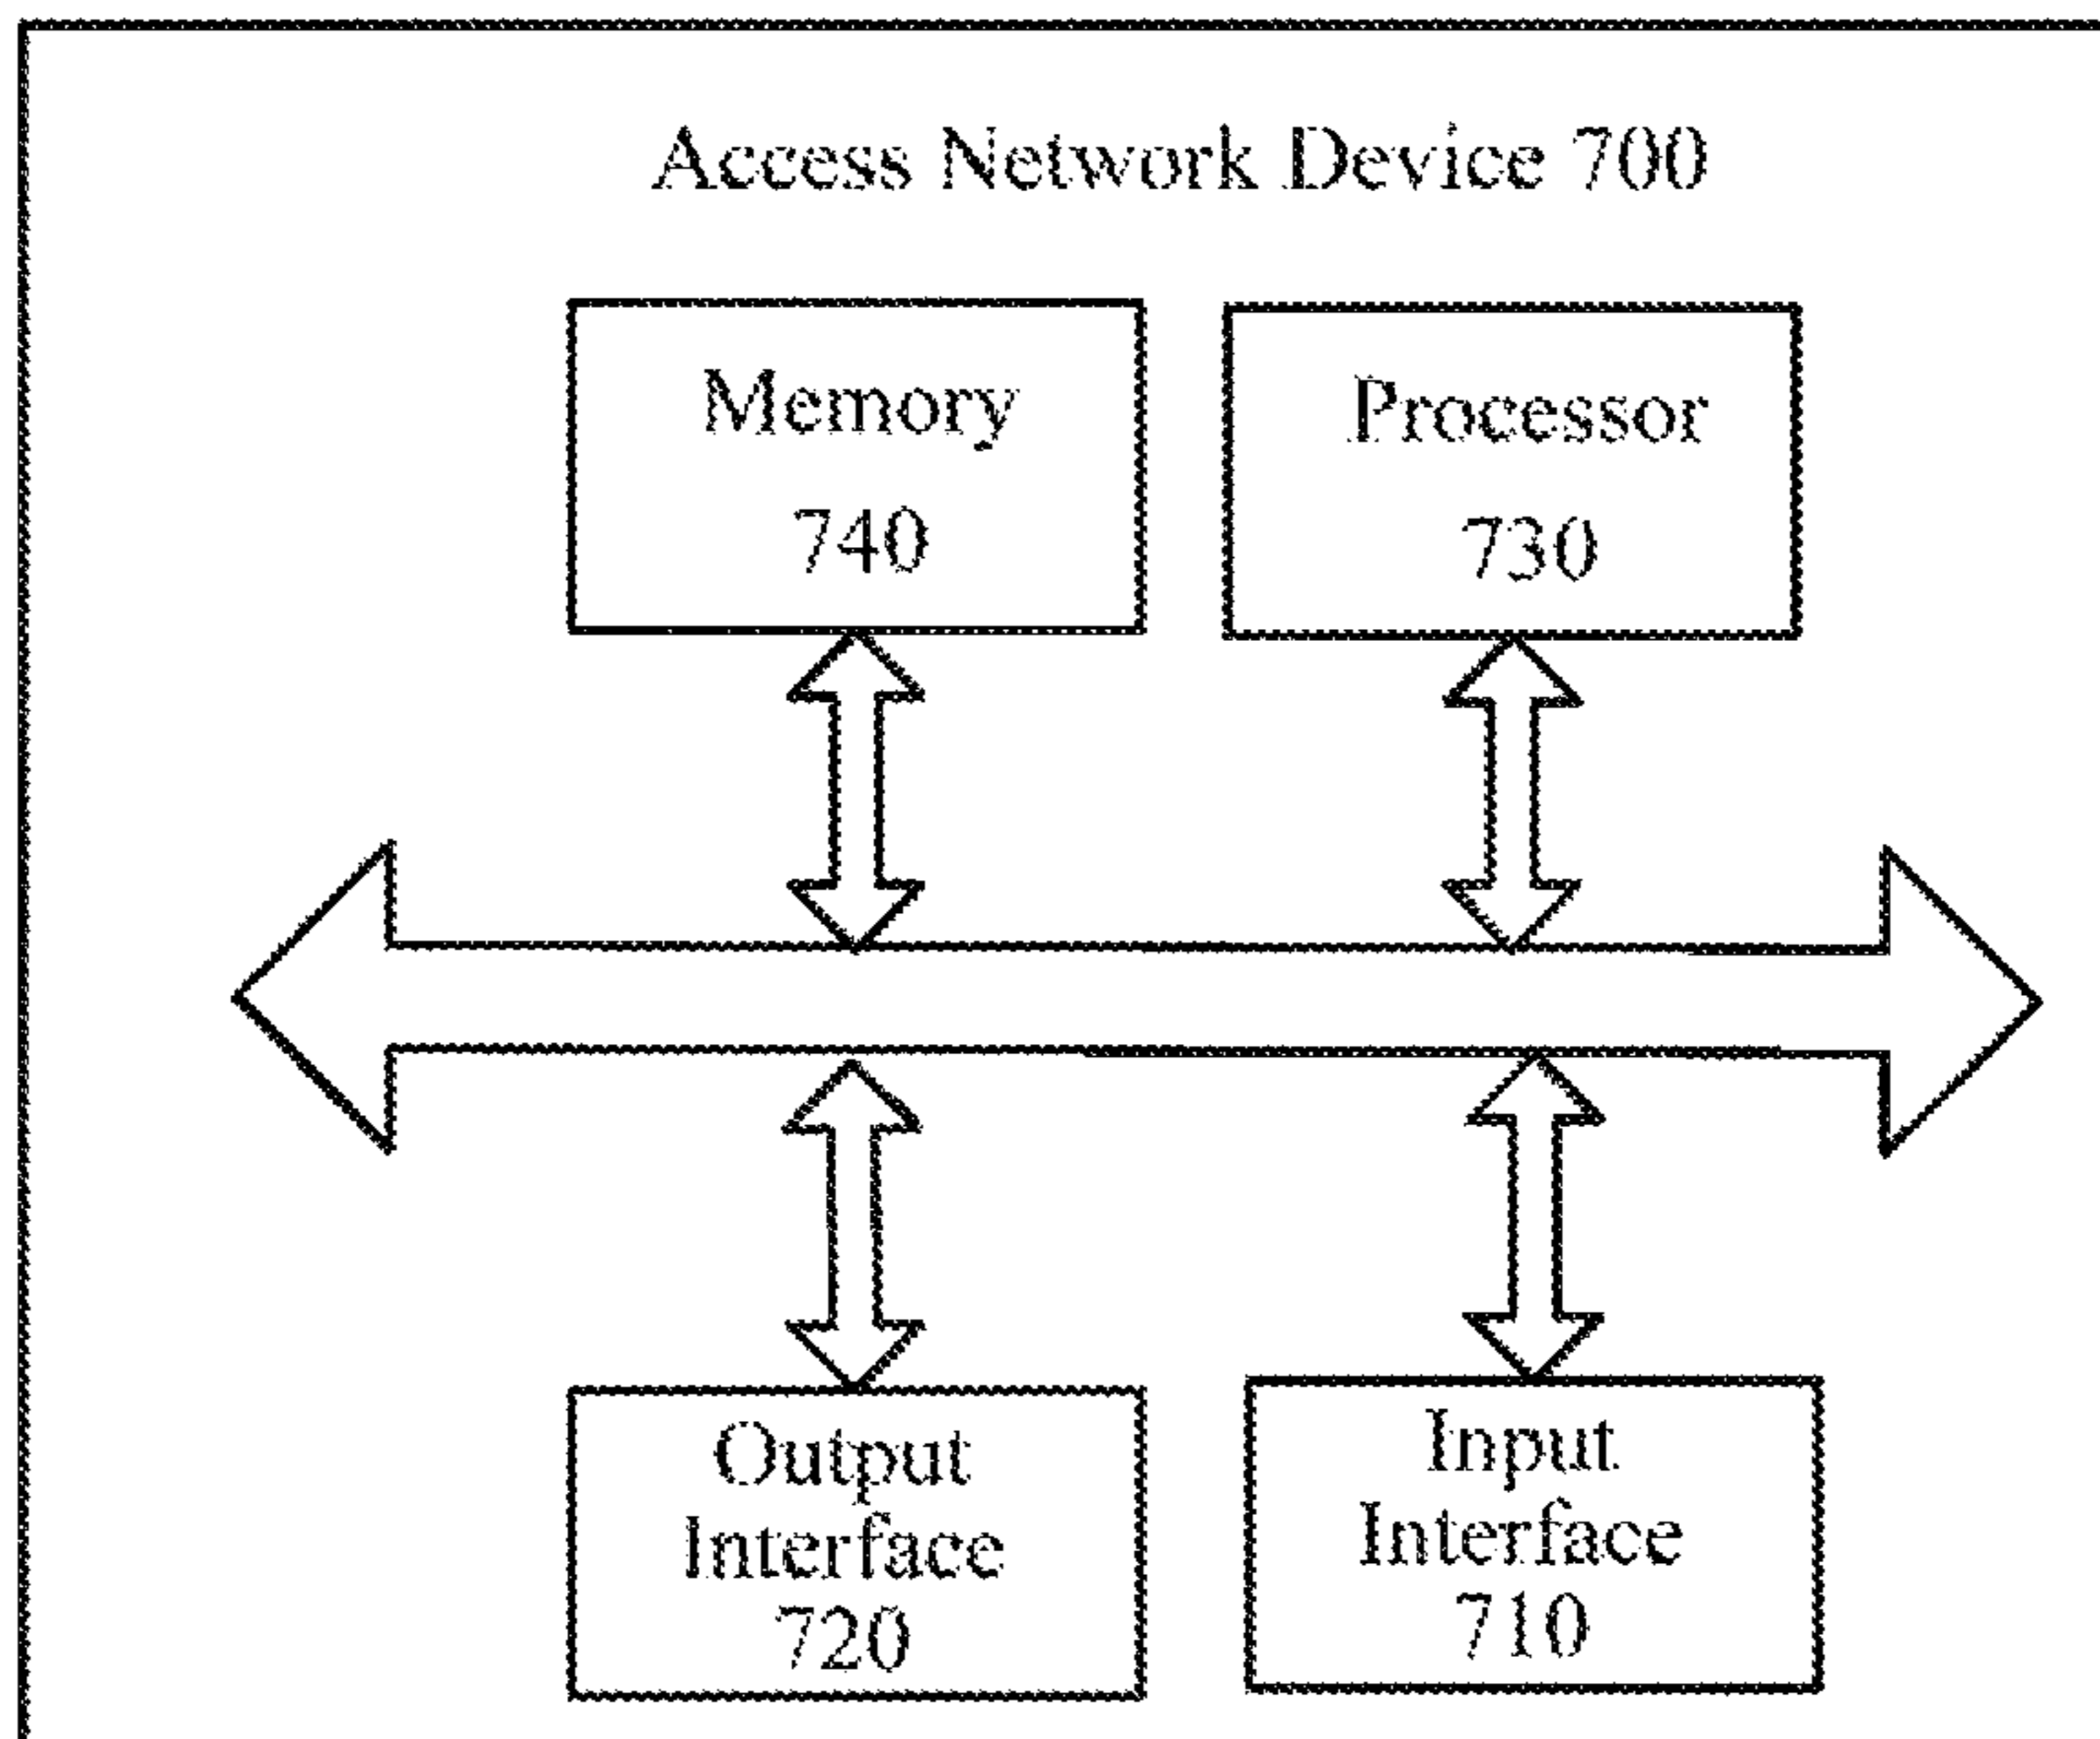 Access Network Device 700
Memory
740
Processor
730
Output
Interface
720
Input
Interface
710